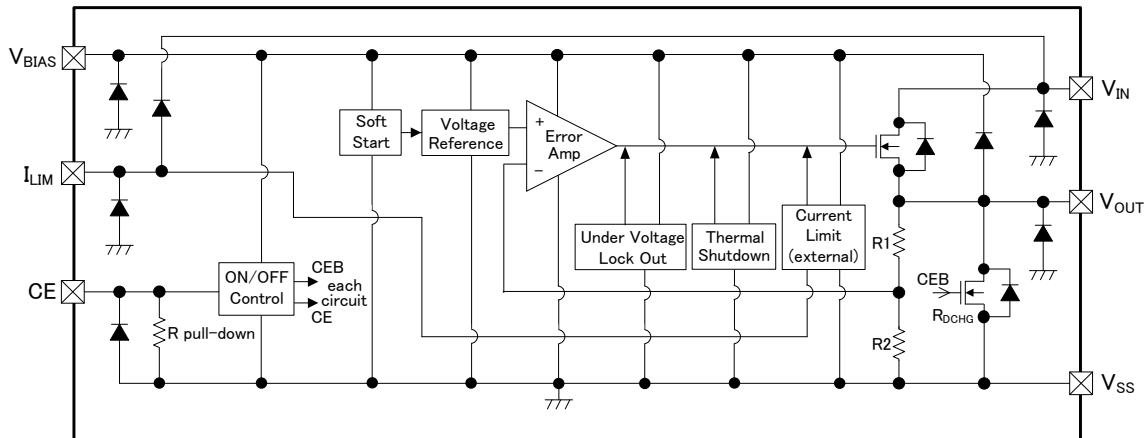 VBIAS
VIN
Soft
Start
Voltage
Reference
+
Error
Amp
−
ILIM
VOUT
Under Voltage
Lock Out
Thermal
Shutdown
Current
Limit
(external)
R1
CE
ON/OFF
Control
CEB
each
circuit
CE
CEB
RDCHG
R pull-down
R2
VSS